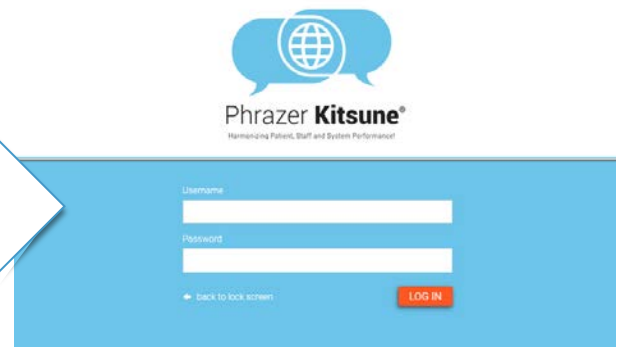 Phrazer Kitsune®
Harmonizing Patient, Staff and System Performance!
Username
Password
back to lock screen
LOG IN